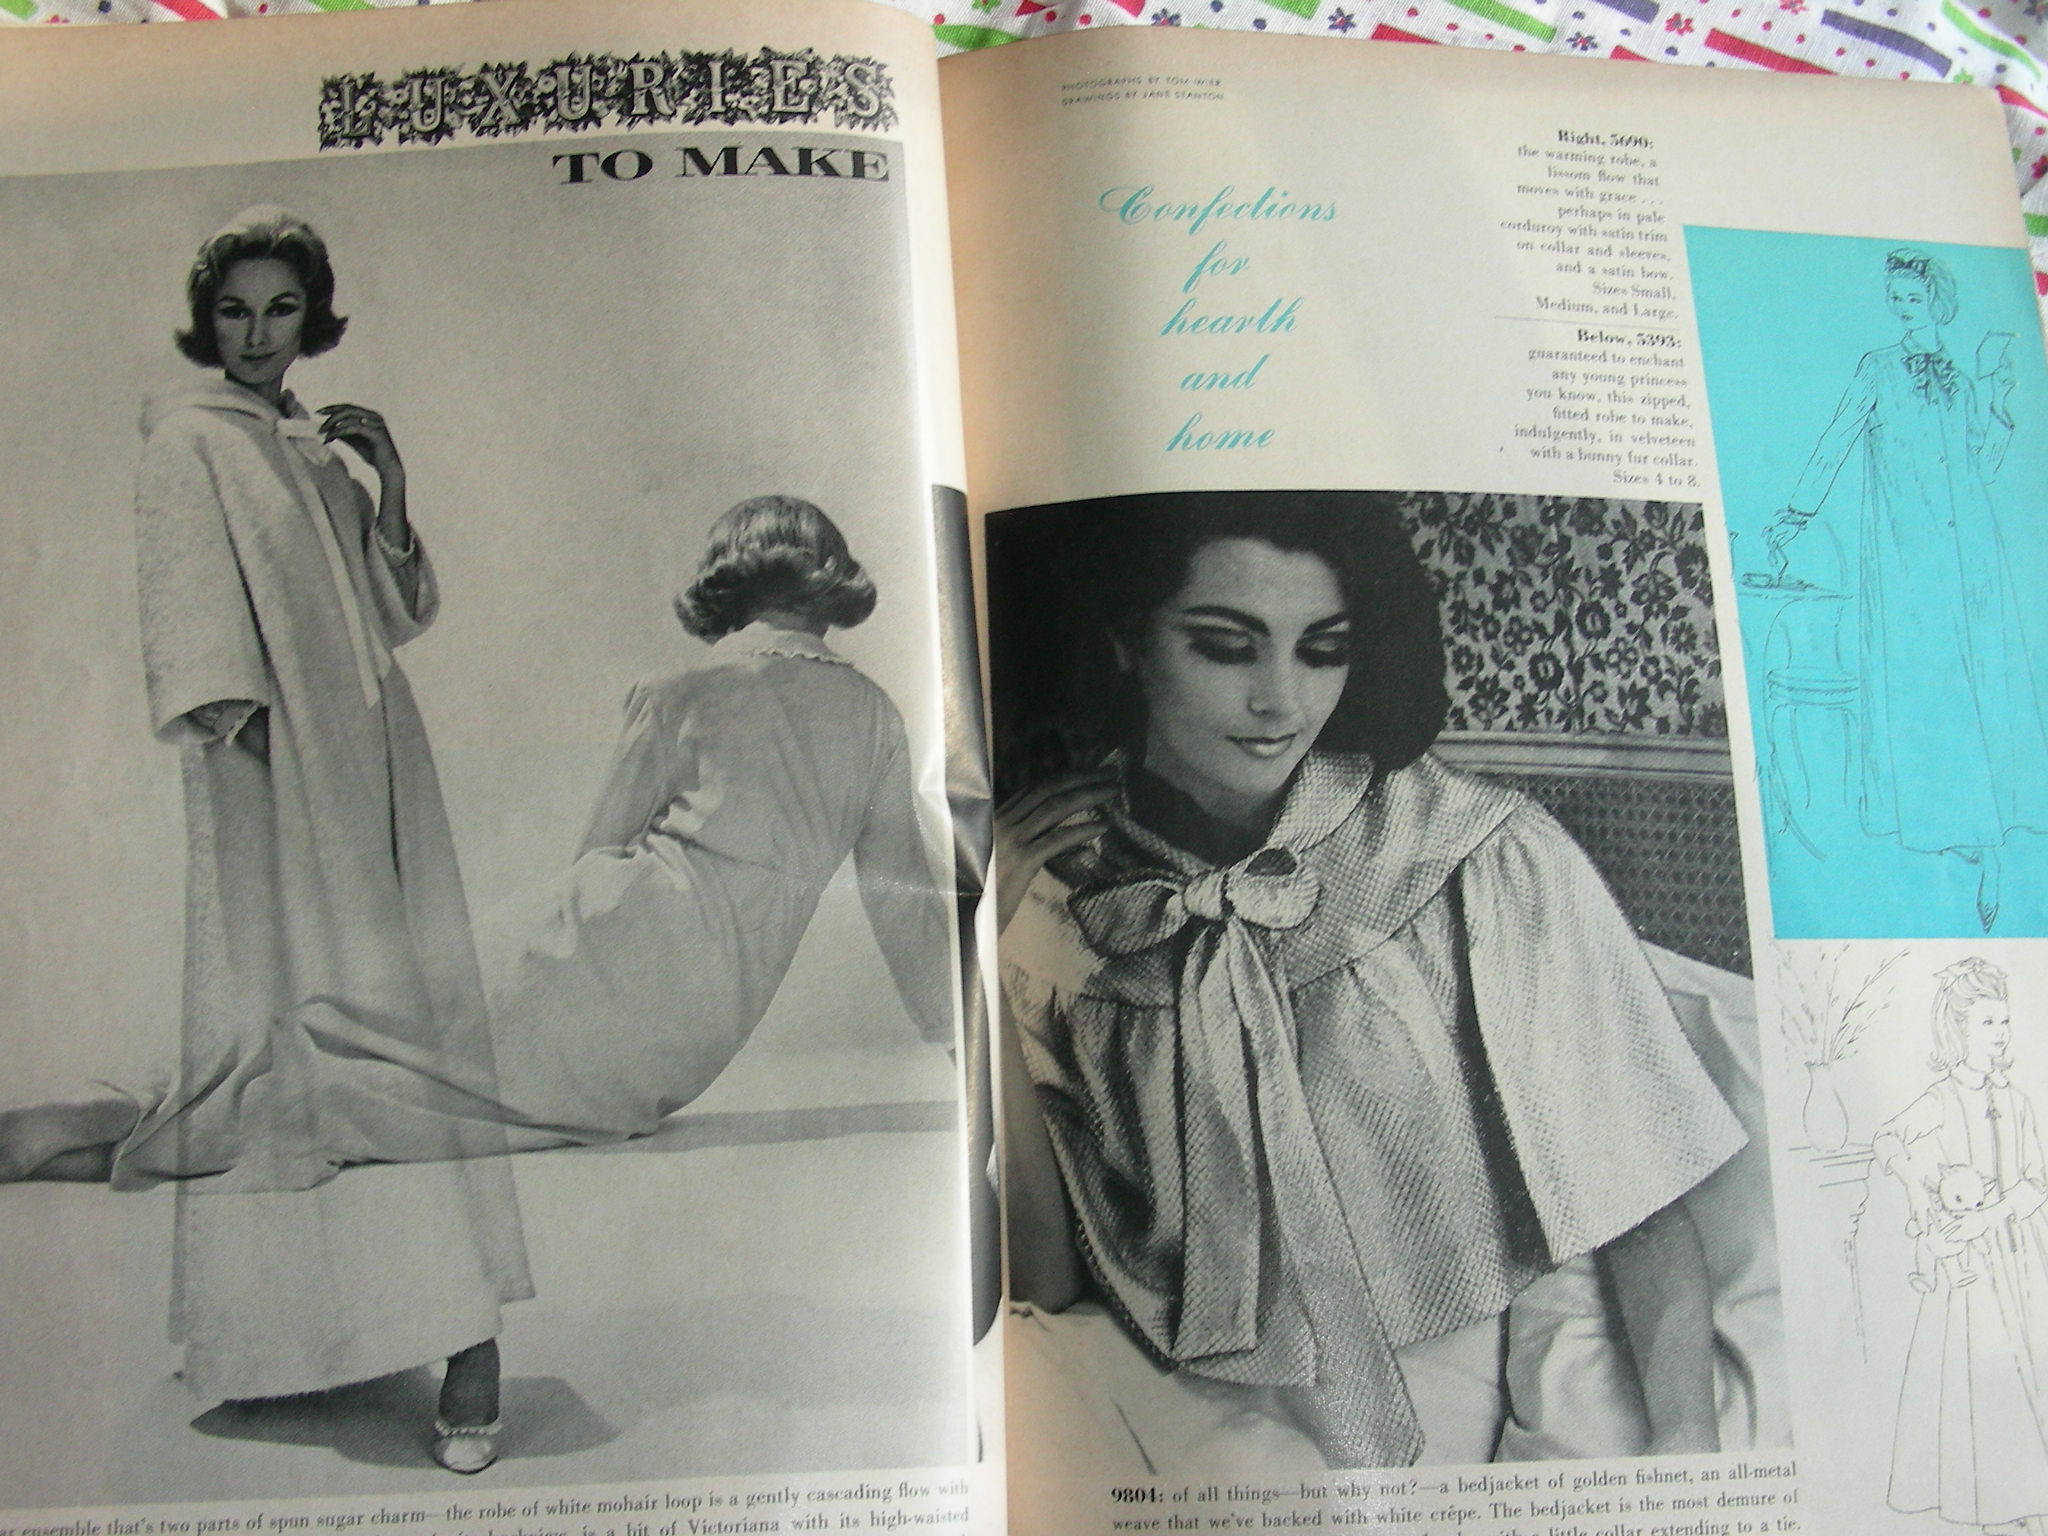 LUXURIES
TO MAKE
ensemble that's two parts of spun sugar charm—the robe of white mohair loop is a gently cascading flow with
is a bit of Victoriana with its high-waisted
PHOTOGRAPHS BY TOM WIER
DRAWINGS BY JANE STANTON
Confections
for
hearth
and
home
Right, 5690:
the warming robe, a
lissom flow that
moves with grace . . .
perhaps in pale
corduroy with satin trim
on collar and sleeves,
and a satin bow.
Sizes Small,
Medium, and Large.
Below, 5393:
guaranteed to enchant
any young princess
you know, this zipped,
fitted robe to make,
indulgently, in velveteen
with a bunny fur collar.
Sizes 4 to 8.
9804: of all things—but why not?—a bedjacket of golden fishnet, an all-metal
weave that we've backed with white crêpe. The bedjacket is the most demure of
with a little collar extending to a tie.